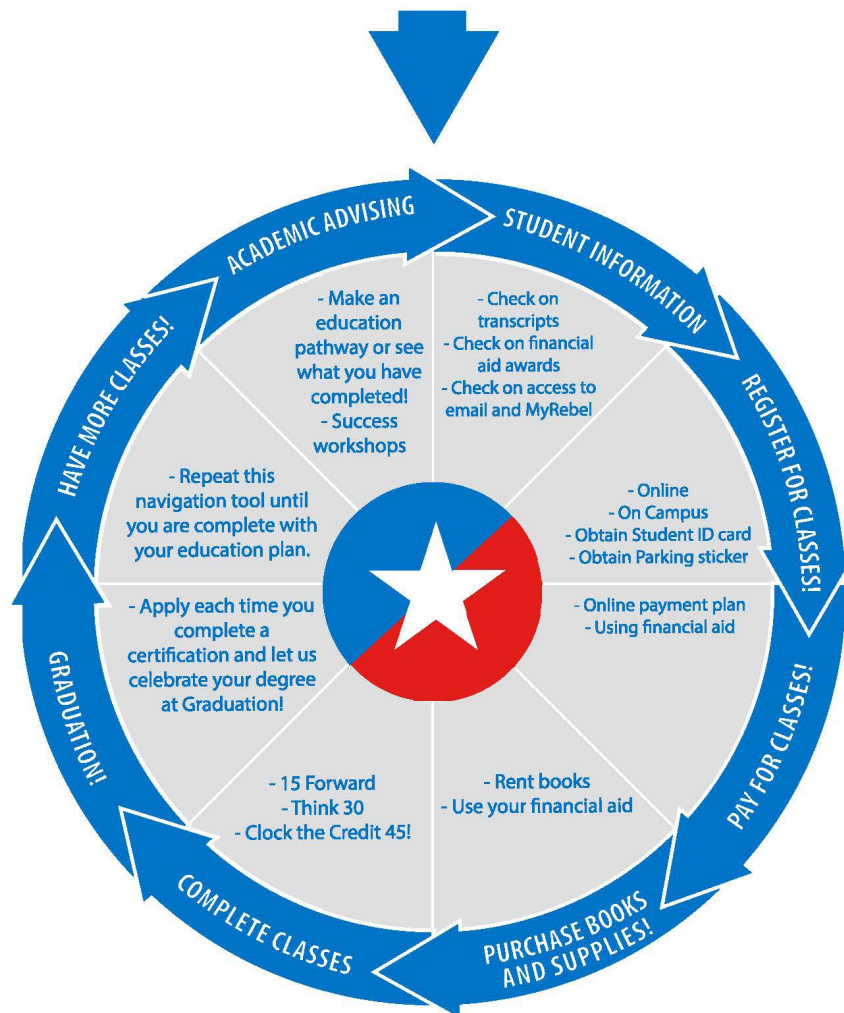 STUDENT INFORMATION
- Check on
transcripts
- Check on financial
aid awards
- Check on access to
email and MyRebel
REGISTER FOR CLASSES!
- Online
- On Campus
- Obtain Student ID card
- Obtain Parking sticker
PAY FOR CLASSES!
- Online payment plan
- Using financial aid
PURCHASE BOOKS
AND SUPPLIES!
- Rent books
- Use your financial aid
COMPLETE CLASSES
- 15 Forward
- Think 30
- Clock the Credit 45!
GRADUATION!
- Apply each time you
complete a
certification and let us
celebrate your degree
at Graduation!
HAVE MORE CLASSES!
- Repeat this
navigation tool until
you are complete with
your education plan.
ACADEMIC ADVISING
- Make an
education
pathway or see
what you have
completed!
- Success
workshops